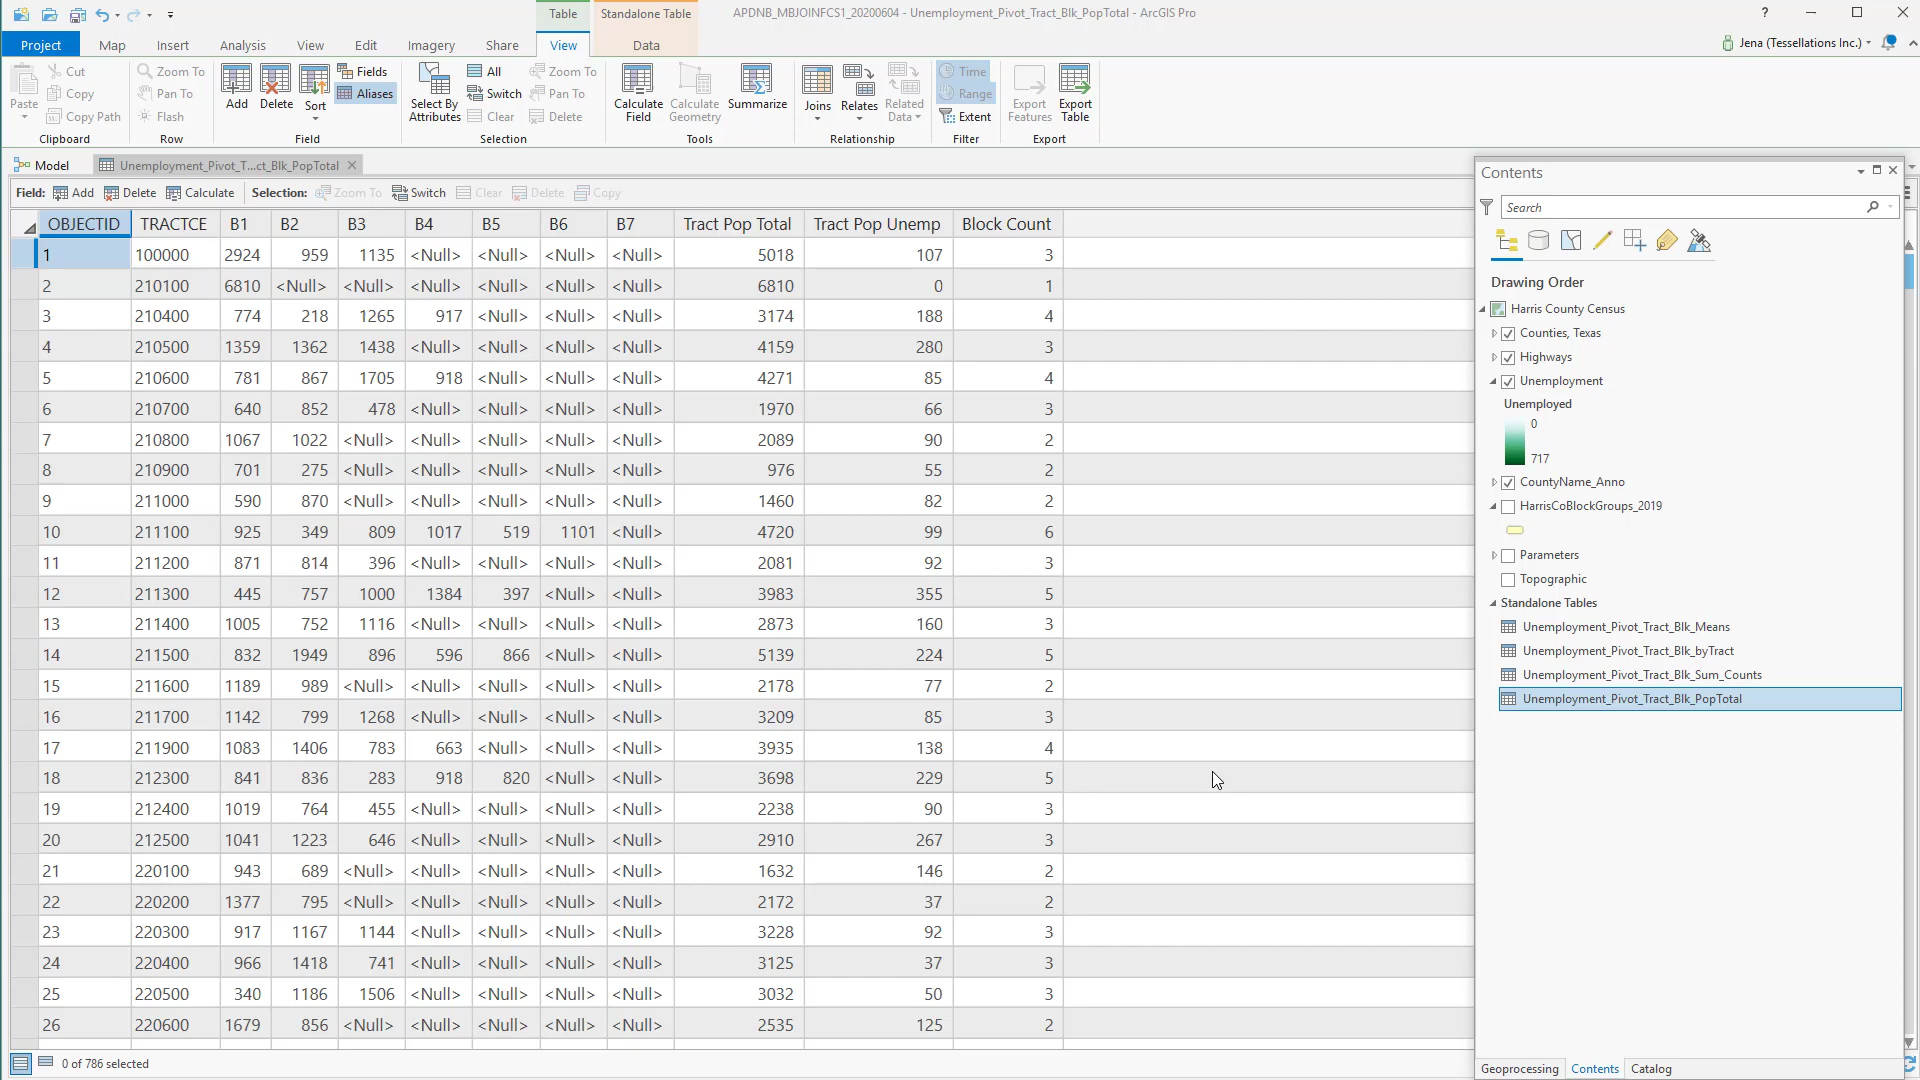 Table
Standalone Table
APDNB_MBJOINFCS1_20200604 - Unemployment_Pivot_Tract_Blk_PopTotal - ArcGIS Pro
?
Project Map Insert Analysis View Edit Imagery Share View Data
Jena (Tessellations Inc.)
Paste Cut Copy Copy Path
Clipboard
Zoom To Pan To Flash
Row
Add Delete Sort Fields Aliases
Field
Select By Attributes All Switch Clear Zoom To Pan To Delete
Selection
Calculate Field Calculate Geometry Summarize
Tools
Joins Relates Related Data
Relationship
Time Range Extent
Filter
Export Features Export Table
Export
Model Unemployment_Pivot_T...ct_Blk_PopTotal
Field: Add Delete Calculate Selection: Zoom To Switch Clear Delete Copy
OBJECTID TRACTCE B1 B2 B3 B4 B5 B6 B7 Tract Pop Total Tract Pop Unemp Block Count
1 100000 2924 959 1135 <Null> <Null> <Null> <Null> 5018 107 3
2 210100 6810 <Null> <Null> <Null> <Null> <Null> <Null> 6810 0 1
3 210400 774 218 1265 917 <Null> <Null> <Null> 3174 188 4
4 210500 1359 1362 1438 <Null> <Null> <Null> <Null> 4159 280 3
5 210600 781 867 1705 918 <Null> <Null> <Null> 4271 85 4
6 210700 640 852 478 <Null> <Null> <Null> <Null> 1970 66 3
7 210800 1067 1022 <Null> <Null> <Null> <Null> <Null> 2089 90 2
8 210900 701 275 <Null> <Null> <Null> <Null> <Null> 976 55 2
9 211000 590 870 <Null> <Null> <Null> <Null> <Null> 1460 82 2
10 211100 925 349 809 1017 519 1101 <Null> 4720 99 6
11 211200 871 814 396 <Null> <Null> <Null> <Null> 2081 92 3
12 211300 445 757 1000 1384 397 <Null> <Null> 3983 355 5
13 211400 1005 752 1116 <Null> <Null> <Null> <Null> 2873 160 3
14 211500 832 1949 896 596 866 <Null> <Null> 5139 224 5
15 211600 1189 989 <Null> <Null> <Null> <Null> <Null> 2178 77 2
16 211700 1142 799 1268 <Null> <Null> <Null> <Null> 3209 85 3
17 211900 1083 1406 783 663 <Null> <Null> <Null> 3935 138 4
18 212300 841 836 283 918 820 <Null> <Null> 3698 229 5
19 212400 1019 764 455 <Null> <Null> <Null> <Null> 2238 90 3
20 212500 1041 1223 646 <Null> <Null> <Null> <Null> 2910 267 3
21 220100 943 689 <Null> <Null> <Null> <Null> <Null> 1632 146 2
22 220200 1377 795 <Null> <Null> <Null> <Null> <Null> 2172 37 2
23 220300 917 1167 1144 <Null> <Null> <Null> <Null> 3228 92 3
24 220400 966 1418 741 <Null> <Null> <Null> <Null> 3125 37 3
25 220500 340 1186 1506 <Null> <Null> <Null> <Null> 3032 50 3
26 220600 1679 856 <Null> <Null> <Null> <Null> <Null> 2535 125 2
0 of 786 selected
Contents
Search
Drawing Order
Harris County Census
Counties, Texas
Highways
Unemployment
Unemployed
0
717
CountyName_Anno
HarrisCoBlockGroups_2019
Parameters
Topographic
Standalone Tables
Unemployment_Pivot_Tract_Blk_Means
Unemployment_Pivot_Tract_Blk_byTract
Unemployment_Pivot_Tract_Blk_Sum_Counts
Unemployment_Pivot_Tract_Blk_PopTotal
Geoprocessing Contents Catalog